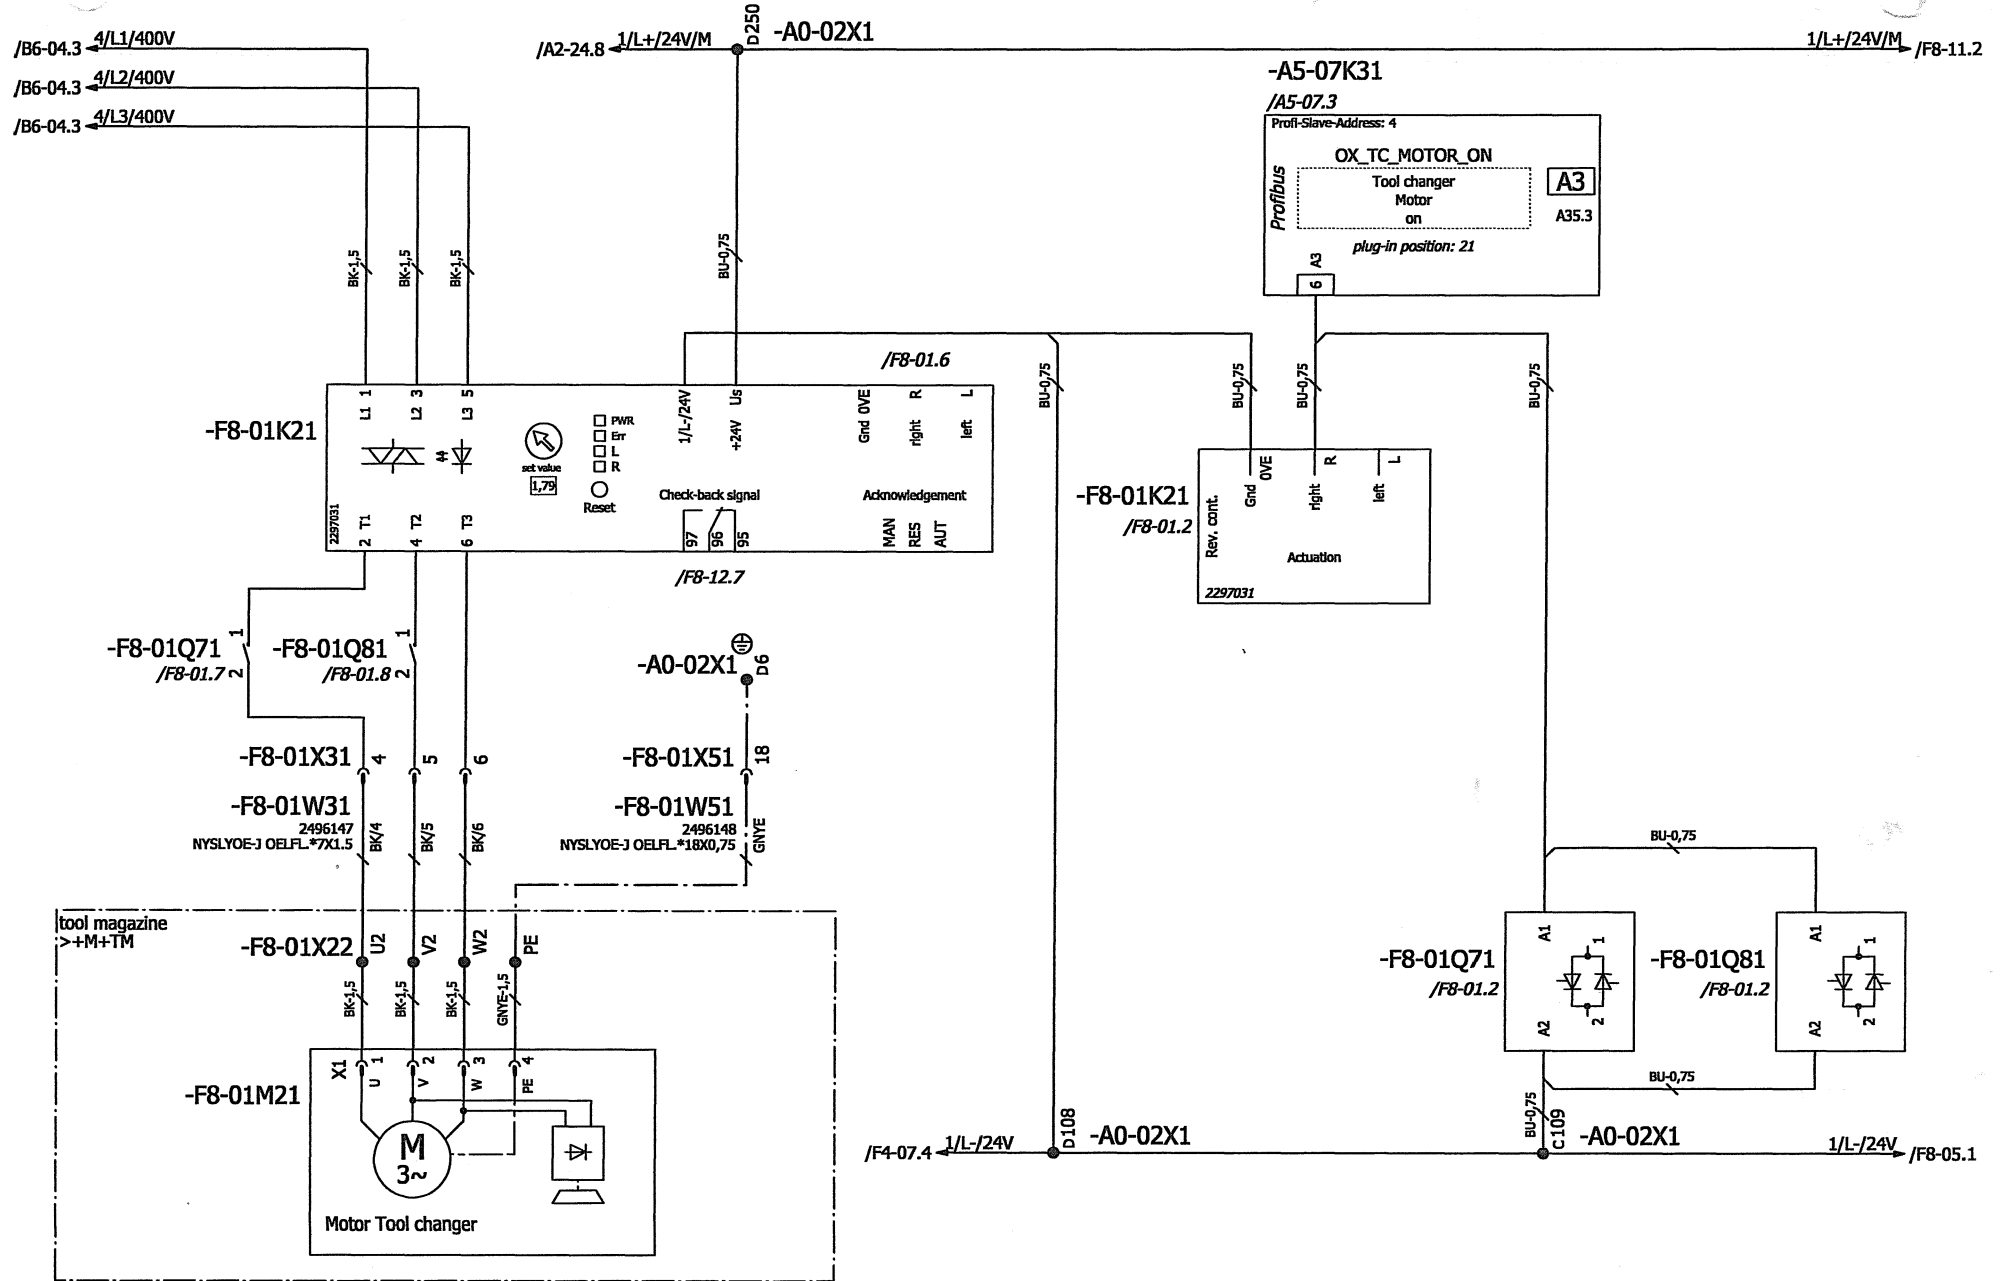 /B6-04.3 4/L1/400V
/B6-04.3 4/L2/400V
/B6-04.3 4/L3/400V
/A2-24.8 1/L+/24V/M
D250
-A0-02X1
1/L+/24V/M /F8-11.2
-A5-07K31
/A5-07.3
Profi-Slave-Address: 4
OX_TC_MOTOR_ON
Profibus
Tool changer
Motor
on
A3
A35.3
plug-in position: 21
A3
6
BK-1,5
BK-1,5
BK-1,5
BU-0,75
/F8-01.6
BU-0,75
BU-0,75
BU-0,75
BU-0,75
-F8-01K21
L1 1
L2 3
L3 5
set value
1,79
PWR
Err
L
R
Reset
1/L-/24V
+24V Us
Gnd 0VE
right R
left L
Check-back signal
Acknowledgement
2297031
2 T1
4 T2
6 T3
97
96
95
MAN
RES
AUT
/F8-12.7
-F8-01K21
/F8-01.2
Rev. cont.
Gnd 0VE
right R
left L
Actuation
2297031
-F8-01Q71
/F8-01.7
1
2
-F8-01Q81
/F8-01.8
1
2
-A0-02X1
D6
-F8-01X31
4
5
6
-F8-01X51
18
-F8-01W31
2496147
NYSLYOE-J OELFL.*7X1.5
BK/4
BK/5
BK/6
-F8-01W51
2496148
NYSLYOE-J OELFL.*18X0,75
GNYE
tool magazine
>+M+TM
-F8-01X22
U2
V2
W2
PE
BK-1,5
BK-1,5
BK-1,5
GNYE-1,5
-F8-01M21
X1
1
2
3
4
U
V
W
PE
M
3~
Motor Tool changer
BU-0,75
-F8-01Q71
/F8-01.2
A1
A2
1
2
-F8-01Q81
/F8-01.2
A1
A2
1
2
BU-0,75
BU-0,75
/F4-07.4 1/L-/24V
D108
-A0-02X1
C109
-A0-02X1
1/L-/24V /F8-05.1